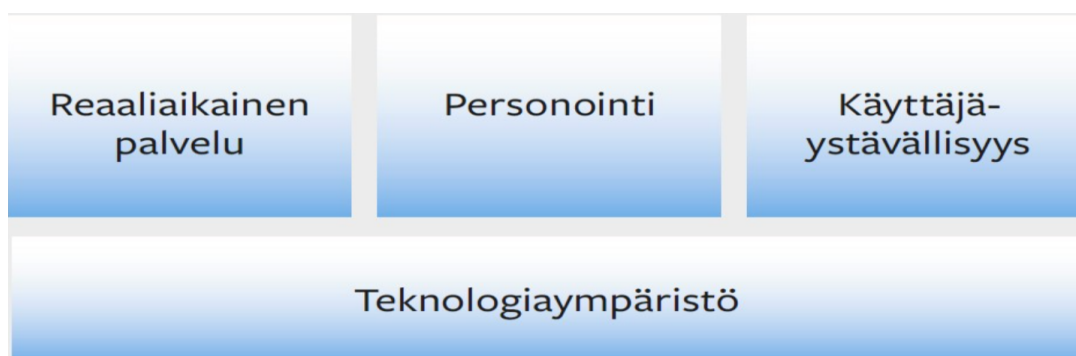 Reaaliaikainen
palvelu
Personointi
Käyttäjä-
ystävällisyys
Teknologiaympäristö